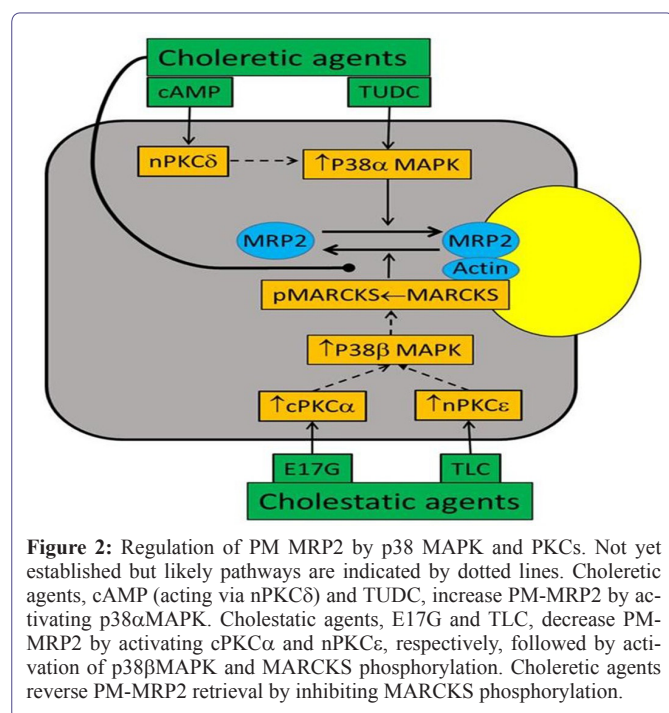 Choleretic agents
cAMP TUDC
nPKCδ ↑P38α MAPK
MRP2 MRP2
Actin
pMARCKS←MARCKS
↑P38β MAPK
↑cPKCα ↑nPKCε
E17G TLC
Cholestatic agents
Figure 2: Regulation of PM MRP2 by p38 MAPK and PKCs. Not yet
established but likely pathways are indicated by dotted lines. Choleretic
agents, cAMP (acting via nPKCδ) and TUDC, increase PM-MRP2 by ac-
tivating p38αMAPK. Cholestatic agents, E17G and TLC, decrease PM-
MRP2 by activating cPKCα and nPKCε, respectively, followed by acti-
vation of p38βMAPK and MARCKS phosphorylation. Choleretic agents
reverse PM-MRP2 retrieval by inhibiting MARCKS phosphorylation.